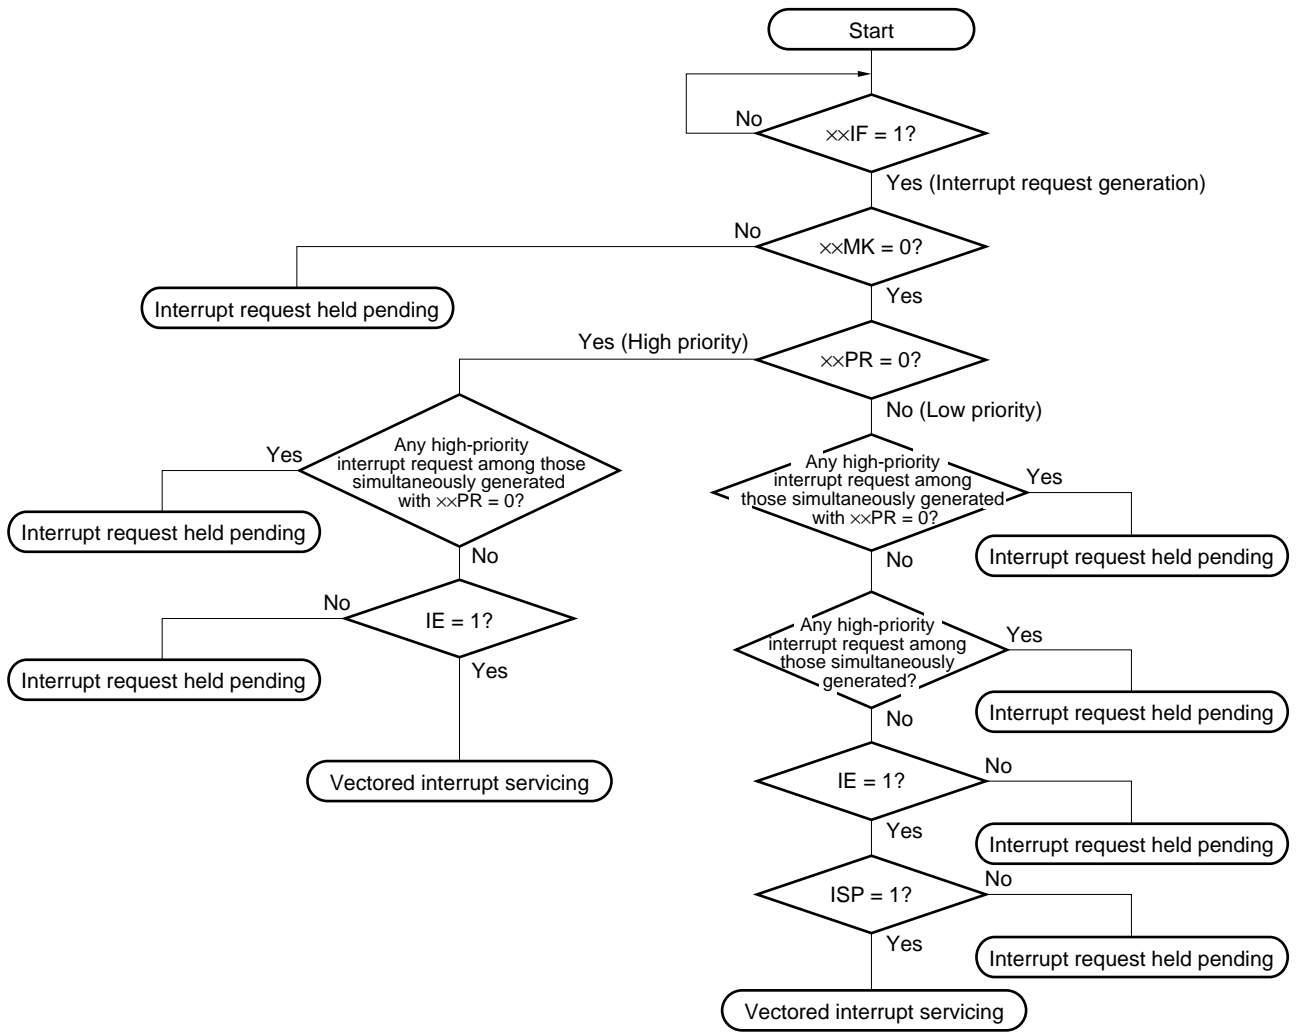 Start
No
××IF = 1?
Yes (Interrupt request generation)
No
××MK = 0?
Interrupt request held pending
Yes
Yes (High priority)
××PR = 0?
No (Low priority)
Yes
Any high-priority
interrupt request among those
simultaneously generated
with ××PR = 0?
Interrupt request held pending
No
No
IE = 1?
Interrupt request held pending
Yes
Vectored interrupt servicing
Any high-priority
interrupt request among
those simultaneously generated
with ××PR = 0?
Yes
Interrupt request held pending
No
Any high-priority
interrupt request among
those simultaneously
generated?
Yes
Interrupt request held pending
No
IE = 1?
No
Interrupt request held pending
Yes
ISP = 1?
No
Interrupt request held pending
Yes
Vectored interrupt servicing